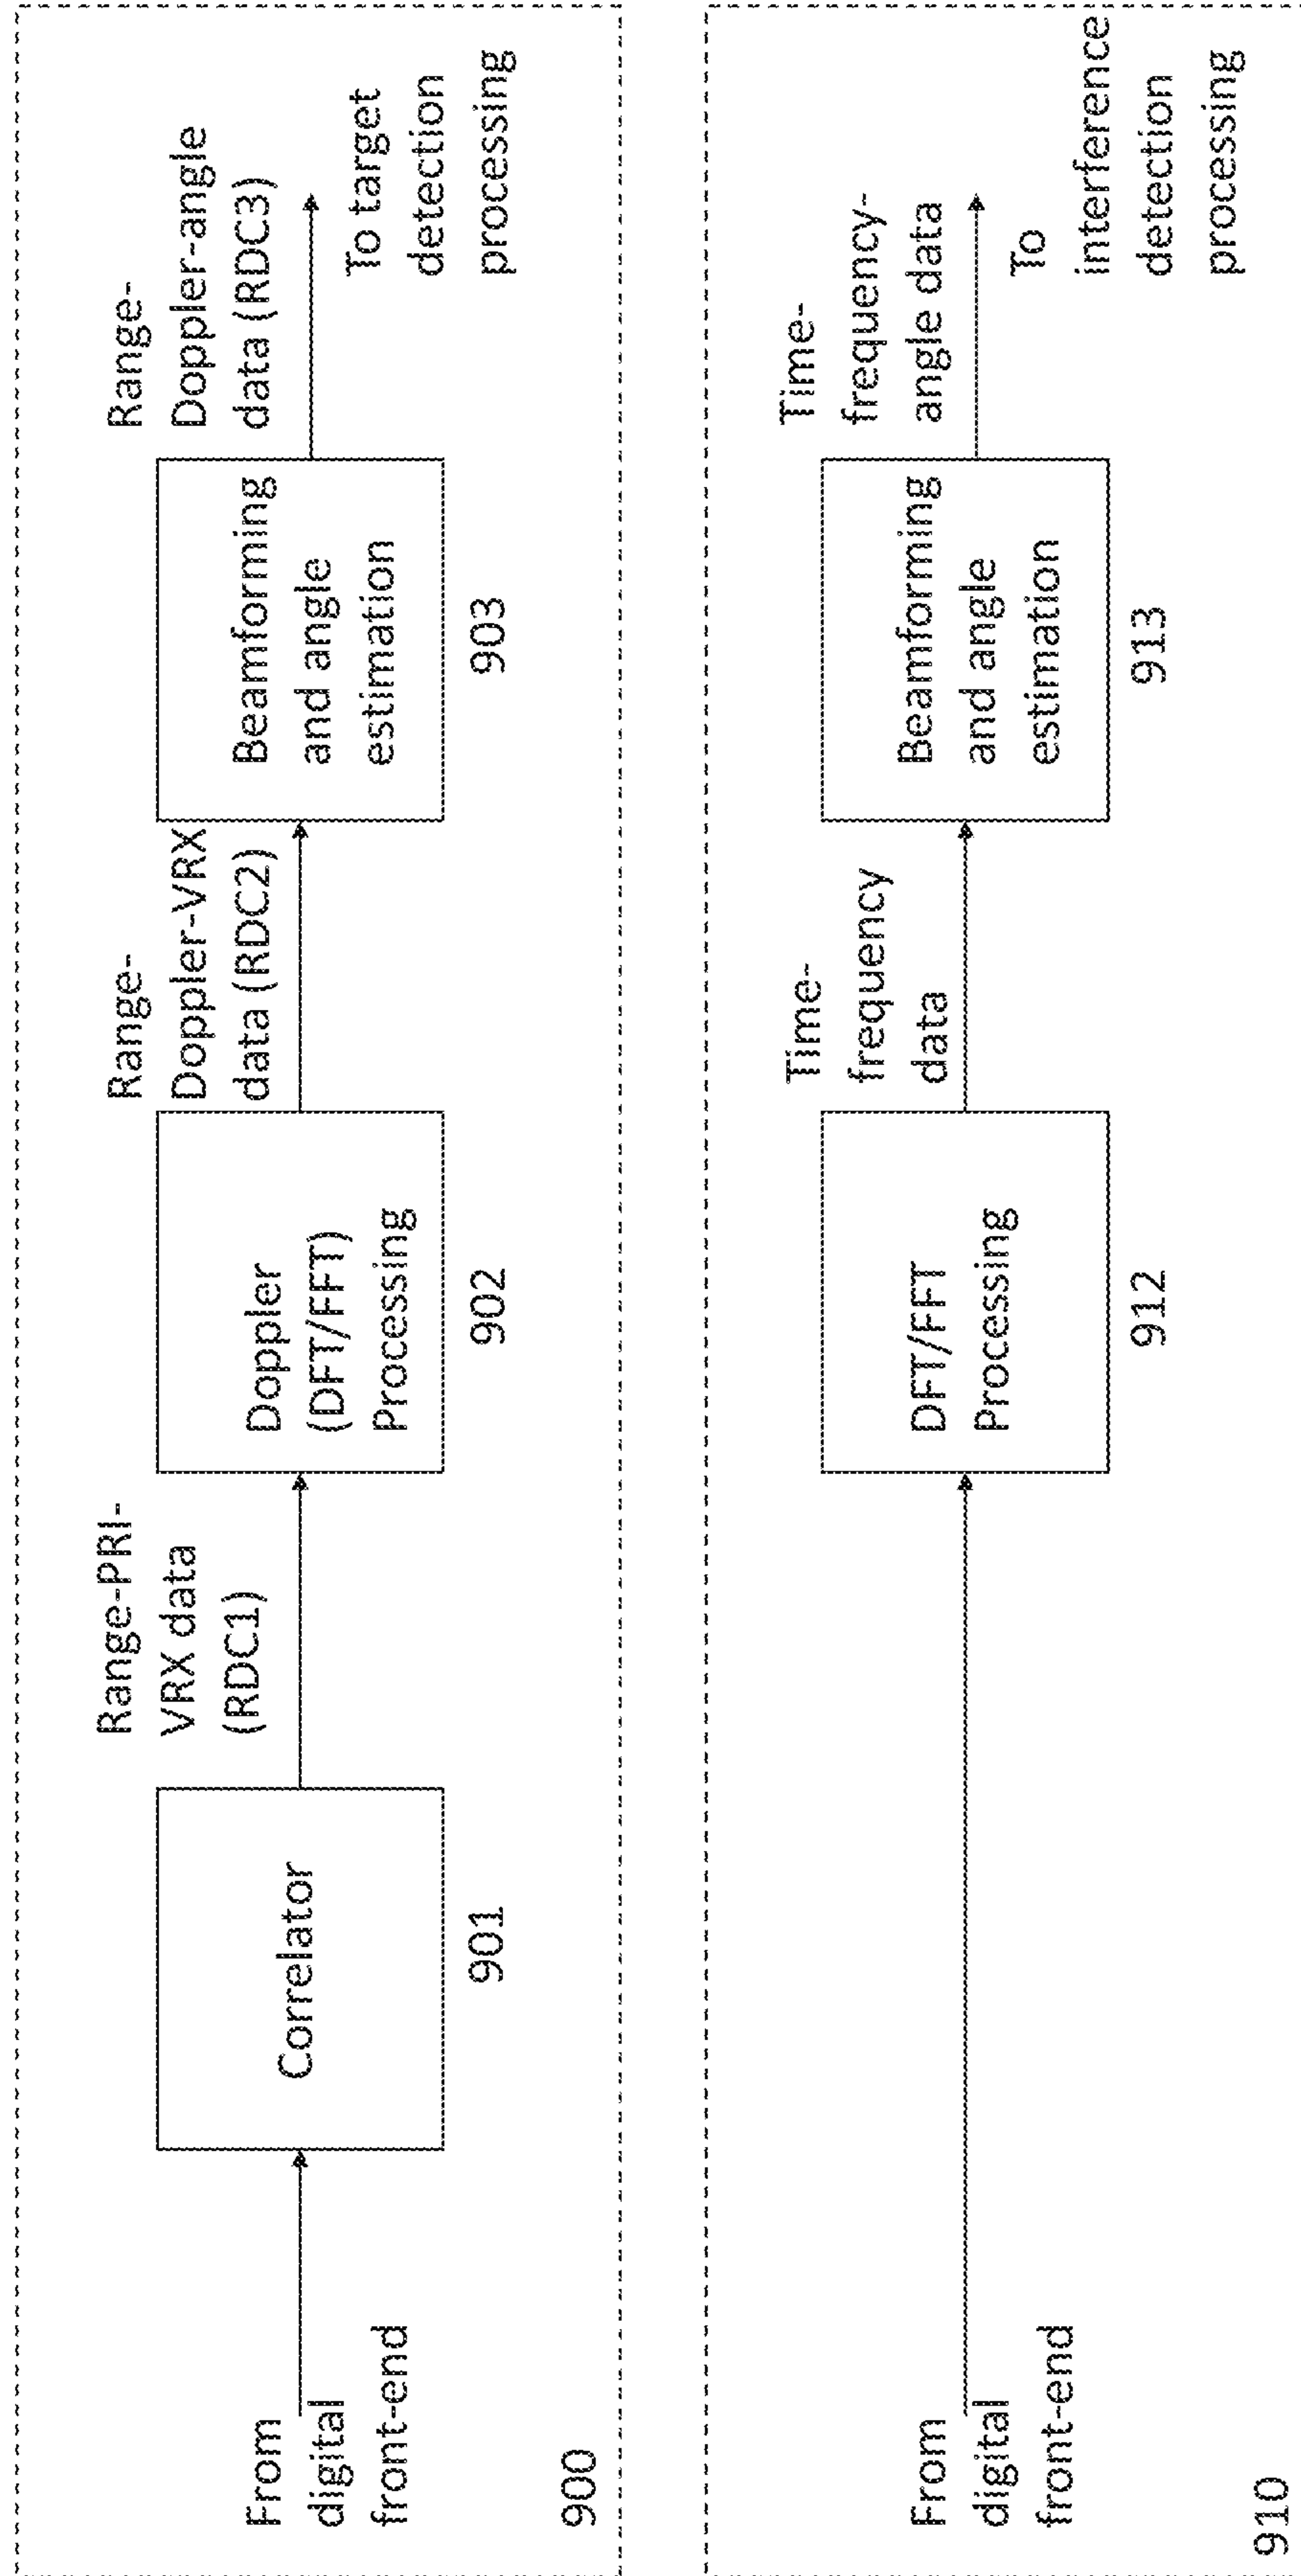 From
digital
front-end
Correlator
901
Range-PRI-
VRX data
(RDC1)
Doppler
(DFT/FFT)
Processing
902
Range-
Doppler-VRX
data (RDC2)
Beamforming
and angle
estimation
903
Range-
Doppler-angle
data (RDC3)
To target
detection
processing
900
From
digital
front-end
DFT/FFT
Processing
912
Time-
frequency
data
Beamforming
and angle
estimation
913
Time-
frequency-
angle data
To
interference
detection
processing
910